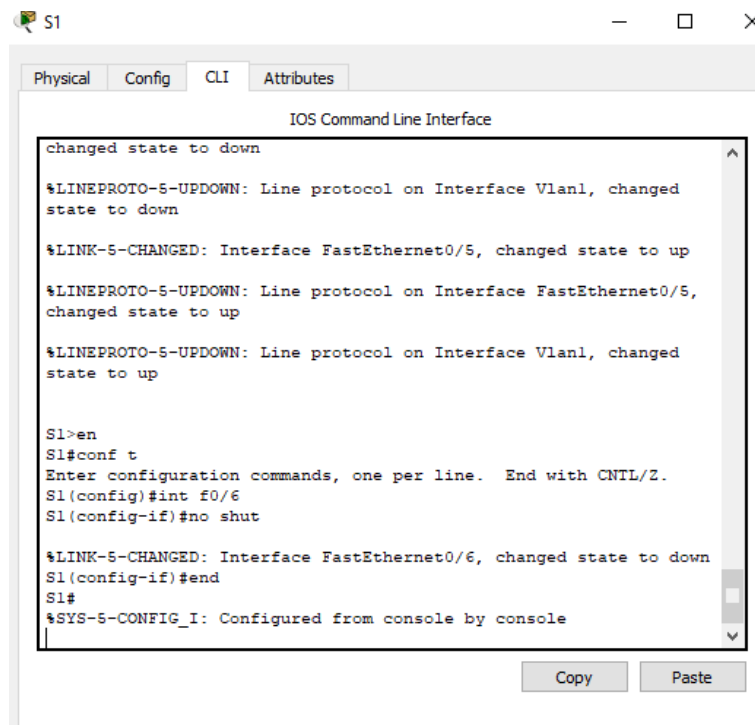 S1
Physical Config CLI Attributes
IOS Command Line Interface
changed state to down
%LINEPROTO-5-UPDOWN: Line protocol on Interface Vlan1, changed
state to down
%LINK-5-CHANGED: Interface FastEthernet0/5, changed state to up
%LINEPROTO-5-UPDOWN: Line protocol on Interface FastEthernet0/5,
changed state to up
%LINEPROTO-5-UPDOWN: Line protocol on Interface Vlan1, changed
state to up
S1>en
S1#conf t
Enter configuration commands, one per line.  End with CNTL/Z.
S1(config)#int f0/6
S1(config-if)#no shut
%LINK-5-CHANGED: Interface FastEthernet0/6, changed state to down
S1(config-if)#end
S1#
%SYS-5-CONFIG_I: Configured from console by console
Copy Paste